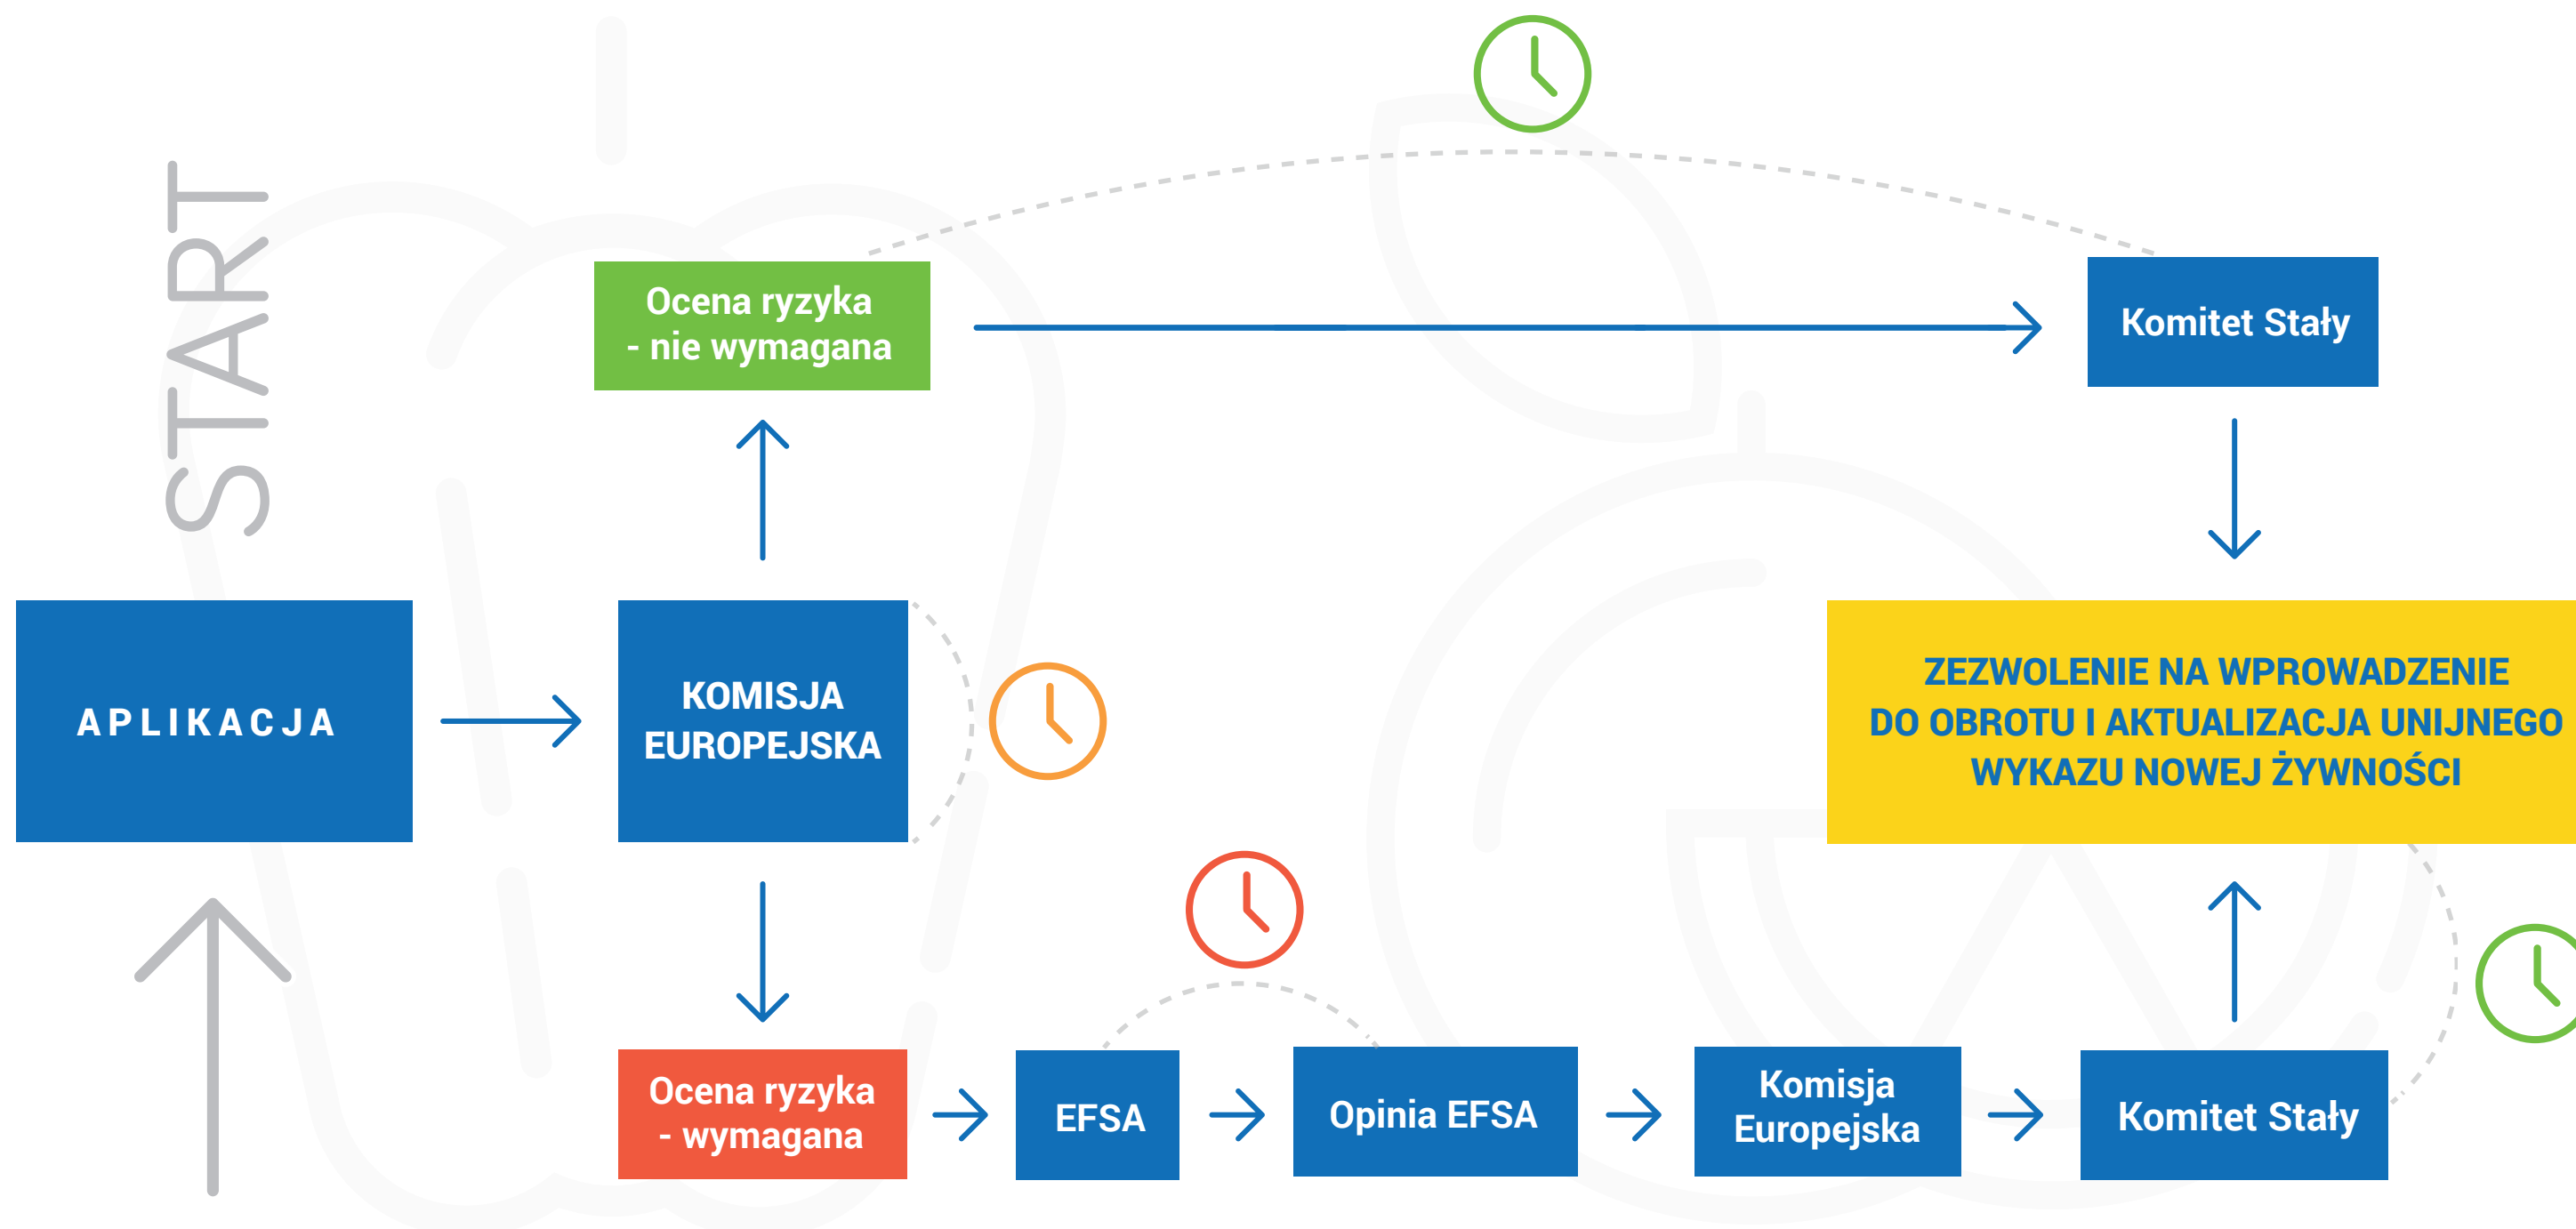 START
Ocena ryzyka
- nie wymagana
Komitet Stały
APLIKACJA
KOMISJA
EUROPEJSKA
ZEZWOLENIE NA WPROWADZENIE
DO OBROTU I AKTUALIZACJA UNIJNEGO
WYKAZU NOWEJ ŻYWNOŚCI
Ocena ryzyka
- wymagana
EFSA
Opinia EFSA
Komisja
Europejska
Komitet Stały